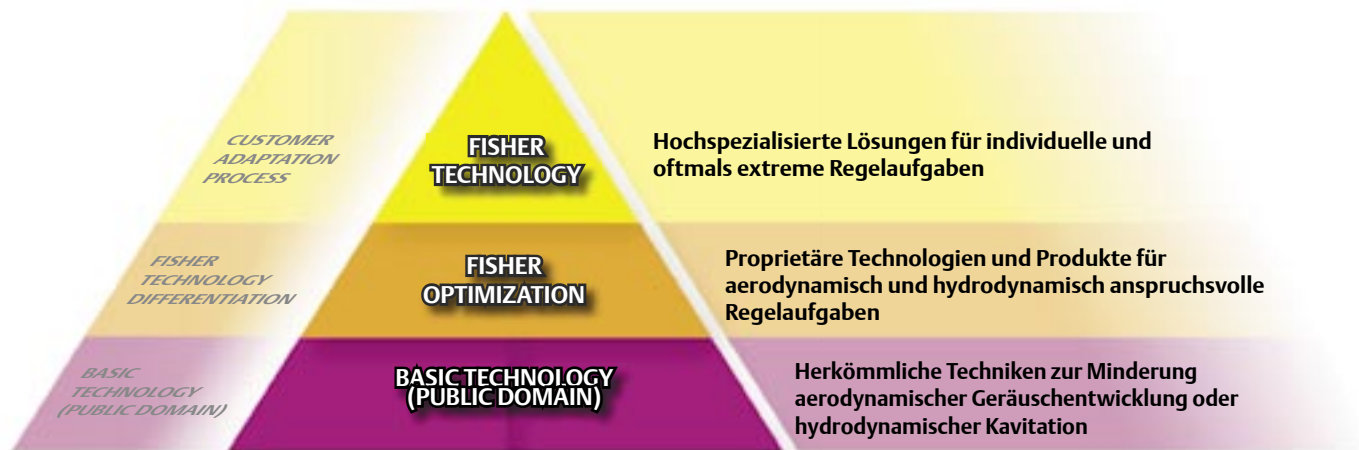 CUSTOMER
ADAPTATION
PROCESS
FISHER
TECHNOLOGY
Hochspezialisierte Lösungen für individuelle und
oftmals extreme Regelaufgaben
FISHER
TECHNOLOGY
DIFFERENTIATION
FISHER
OPTIMIZATION
Proprietäre Technologien und Produkte für
aerodynamisch und hydrodynamisch anspruchsvolle
Regelaufgaben
BASIC
TECHNOLOGY
(PUBLIC DOMAIN)
BASIC TECHNOLOGY
(PUBLIC DOMAIN)
Herkömmliche Techniken zur Minderung
aerodynamischer Geräuschentwicklung oder
hydrodynamischer Kavitation